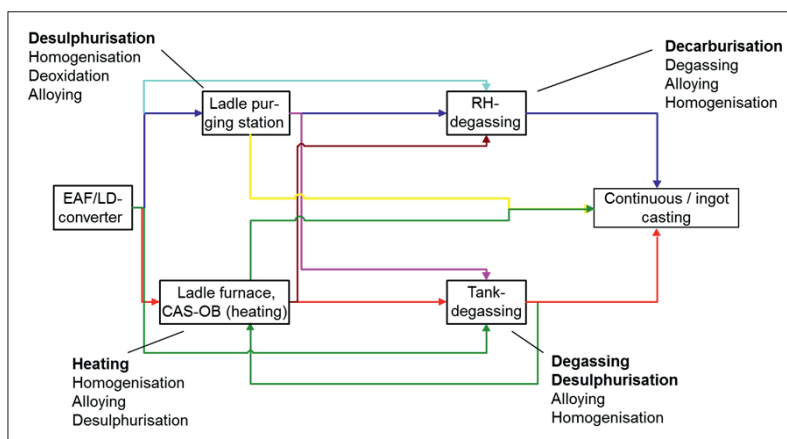 Desulphurisation
Homogenisation
Deoxidation
Alloying
Decarburisation
Degassing
Alloying
Homogenisation
Ladle pur-
ging station
RH-
degassing
EAF/LD-
converter
Continuous / ingot
casting
Ladle furnace,
CAS-OB (heating)
Tank-
degassing
Heating
Homogenisation
Alloying
Desulphurisation
Degassing
Desulphurisation
Alloying
Homogenisation